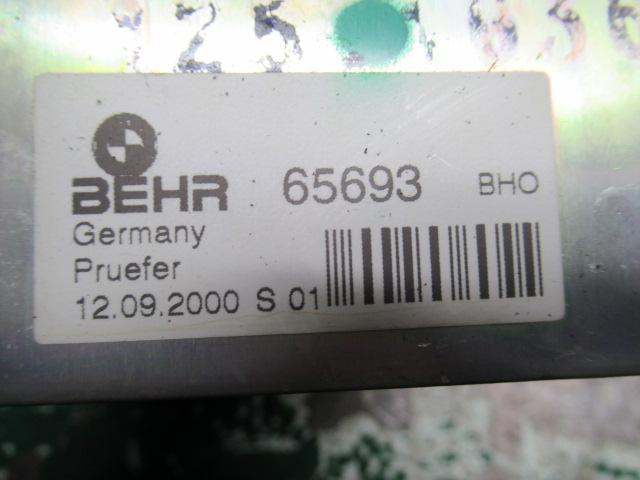 BEHR 65693 BHO
Germany
Pruefer
12.09.2000 S 01